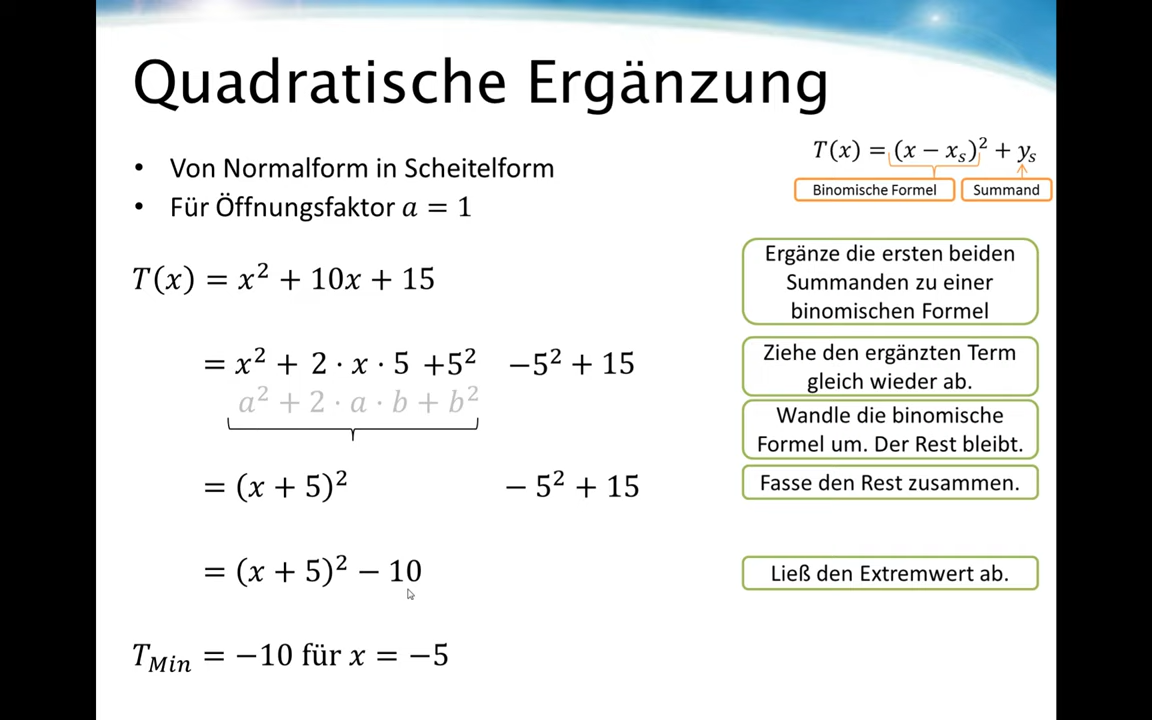 Quadratische Ergänzung
• Von Normalform in Scheitelform
• Für Öffnungsfaktor a = 1
T(x) = (x − xₛ)² + yₛ
Binomische Formel
Summand
T(x) = x² + 10x + 15
Ergänze die ersten beiden
Summanden zu einer
binomischen Formel
= x² + 2 · x · 5 +5² −5² + 15
a² + 2 · a · b + b²
Ziehe den ergänzten Term
gleich wieder ab.
Wandle die binomische
Formel um. Der Rest bleibt.
= (x + 5)² − 5² + 15
Fasse den Rest zusammen.
= (x + 5)² − 10
Ließ den Extremwert ab.
T_Min = −10 für x = −5